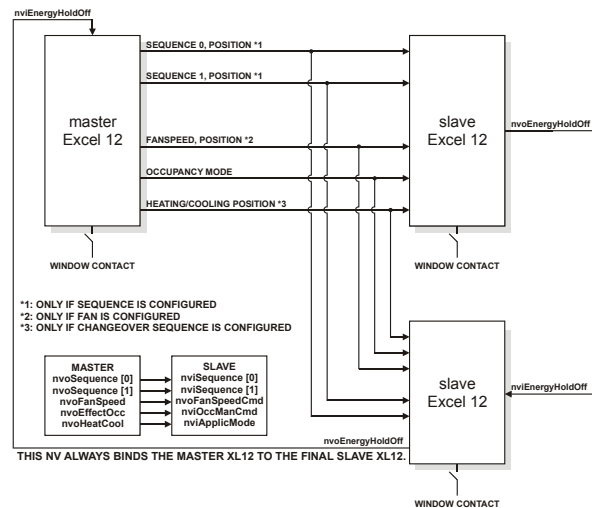 nviEnergyHoldOff
SEQUENCE 0, POSITION *1
SEQUENCE 1, POSITION *1
master
Excel 12
slave
Excel 12
nvoEnergyHoldOff
FANSPEED, POSITION *2
OCCUPANCY MODE
HEATING/COOLING POSITION *3
WINDOW CONTACT
WINDOW CONTACT
*1: ONLY IF SEQUENCE IS CONFIGURED
*2: ONLY IF FAN IS CONFIGURED
*3: ONLY IF CHANGEOVER SEQUENCE IS CONFIGURED
MASTER
nvoSequence [0]
nvoSequence [1]
nvoFanSpeed
nvoEffectOcc
nvoHeatCool
SLAVE
nviSequence [0]
nviSequence [1]
nvoFanSpeedCmd
nviOccManCmd
nviApplicMode
slave
Excel 12
nviEnergyHoldOff
nvoEnergyHoldOff
THIS NV ALWAYS BINDS THE MASTER XL12 TO THE FINAL SLAVE XL12.
WINDOW CONTACT